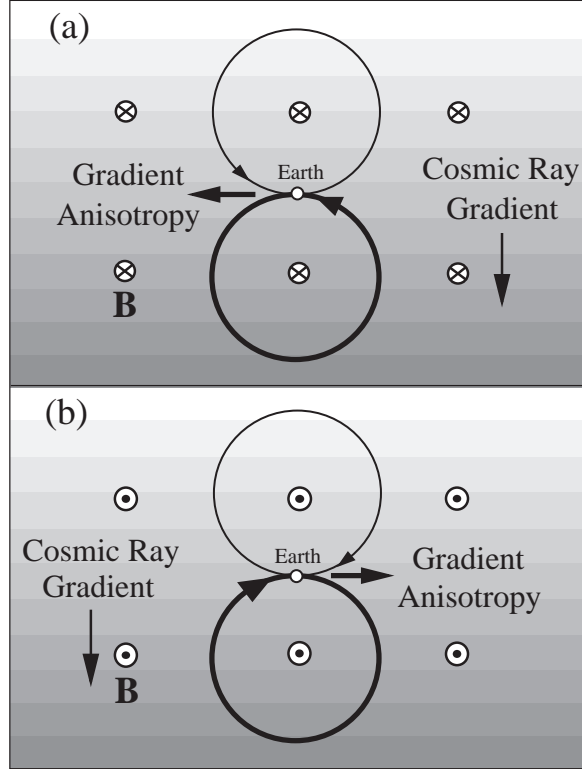 (a)
Earth
Gradient
Anisotropy
Cosmic Ray
Gradient
B
(b)
Earth
Cosmic Ray
Gradient
Gradient
Anisotropy
B